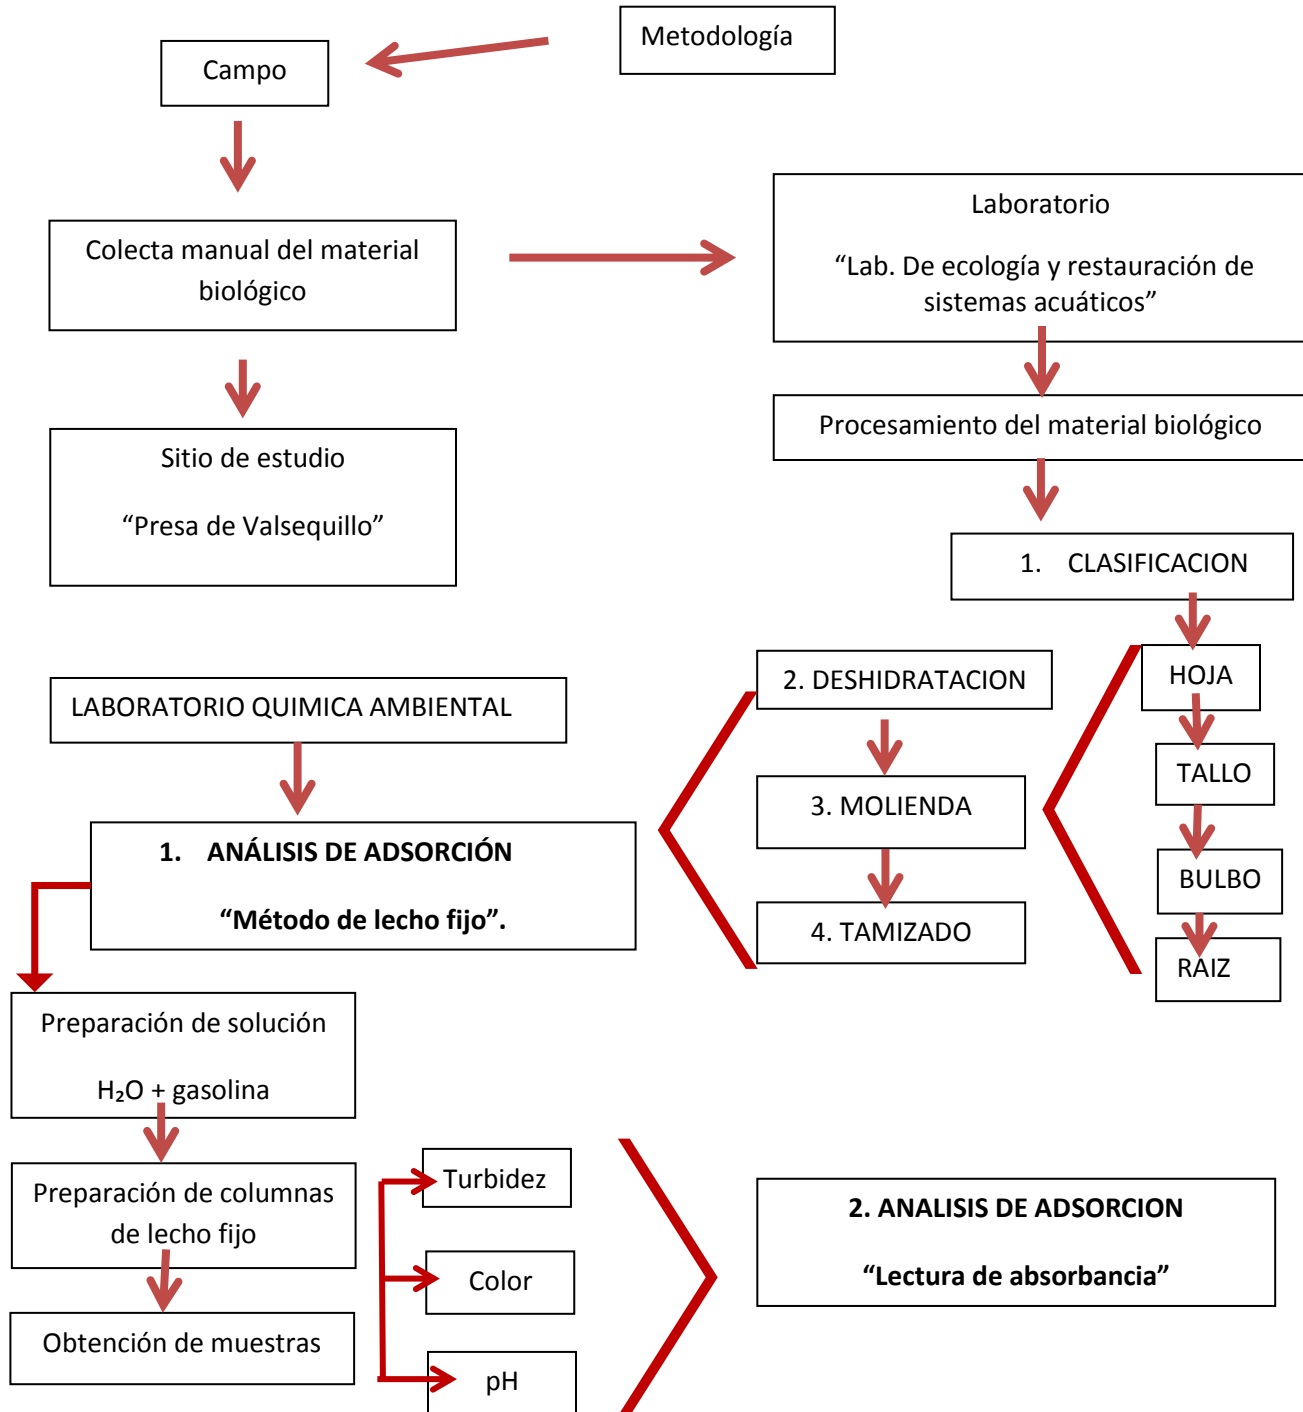 Metodología
Campo
Colecta manual del material
biológico
Sitio de estudio
“Presa de Valsequillo”
Laboratorio
“Lab. De ecología y restauración de
sistemas acuáticos”
Procesamiento del material biológico
1. CLASIFICACION
HOJA
TALLO
BULBO
RAIZ
2. DESHIDRATACION
3. MOLIENDA
4. TAMIZADO
LABORATORIO QUIMICA AMBIENTAL
1. ANÁLISIS DE ADSORCIÓN
“Método de lecho fijo”.
Preparación de solución
H₂O + gasolina
Preparación de columnas
de lecho fijo
Obtención de muestras
Turbidez
Color
pH
2. ANALISIS DE ADSORCION
“Lectura de absorbancia”